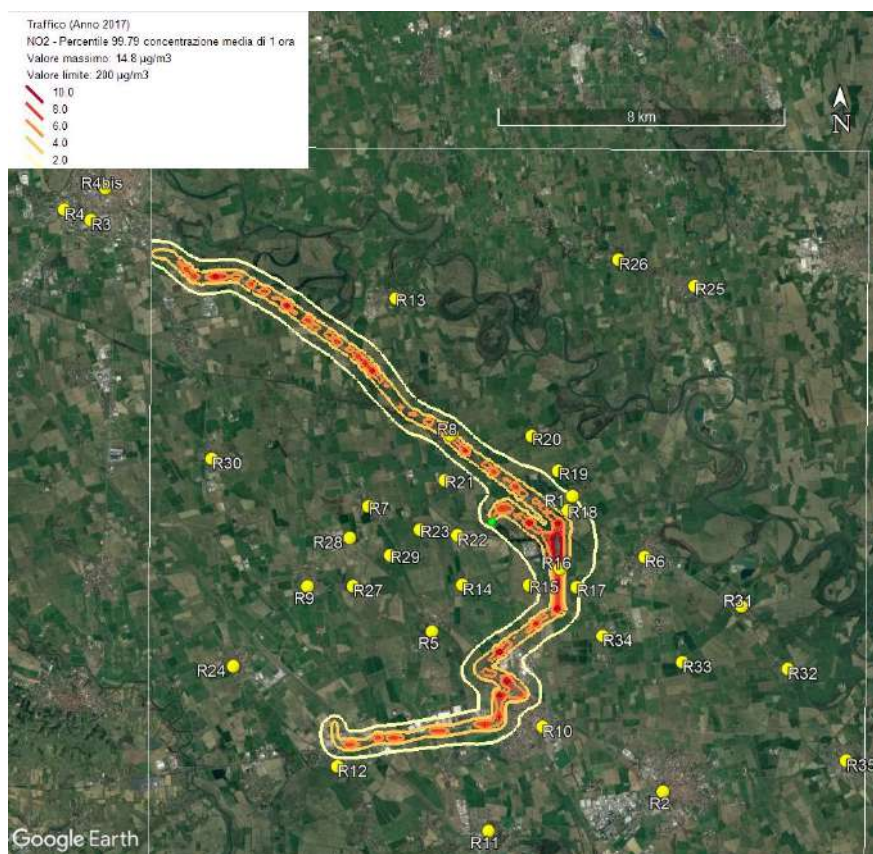 Traffico (Anno 2017)
NO2 - Percentile 99.79 concentrazione media di 1 ora
Valore massimo: 14.8 µg/m3
Valore limite: 200 µg/m3
10.0
8.0
6.0
4.0
2.0
8 km
N
R4bis
R4
R3
R26
R25
R13
R8
R20
R30
R19
R21
R1
R7
R18
R23
R22
R28
R29
R16
R6
R9
R27
R14
R15
R17
R31
R5
R34
R24
R33
R32
R10
R12
R35
R2
R11
Google Earth